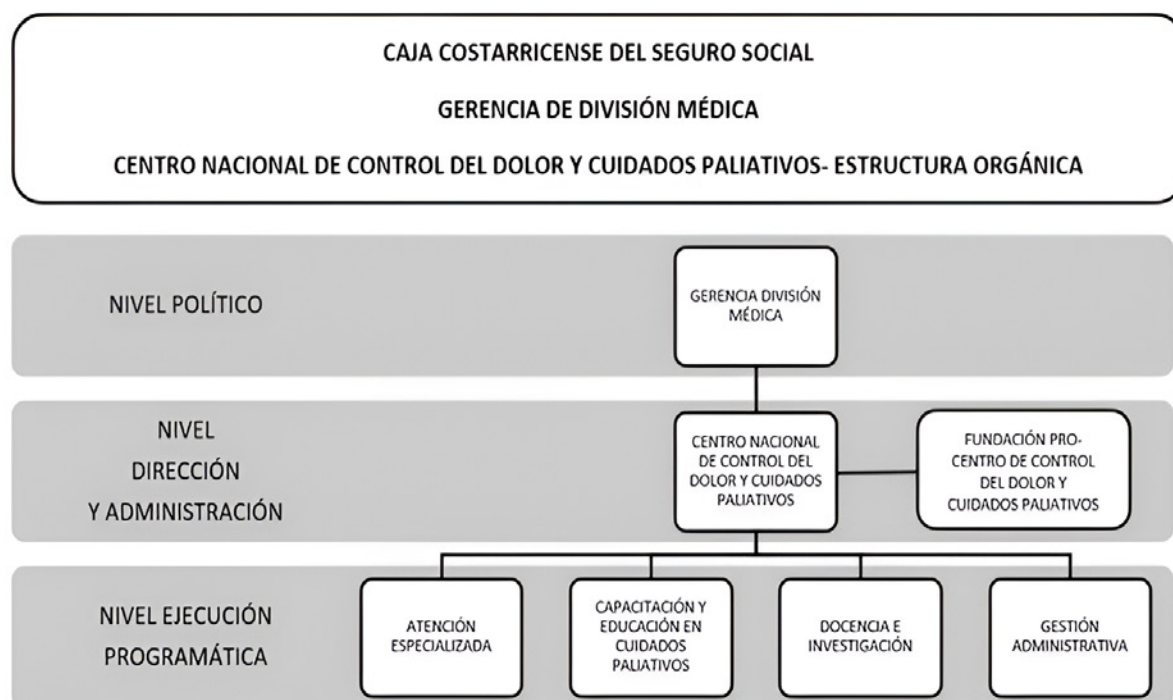 CAJA COSTARRICENSE DEL SEGURO SOCIAL
GERENCIA DE DIVISIÓN MÉDICA
CENTRO NACIONAL DE CONTROL DEL DOLOR Y CUIDADOS PALIATIVOS- ESTRUCTURA ORGÁNICA
NIVEL POLÍTICO
GERENCIA DIVISIÓN
MÉDICA
NIVEL
DIRECCIÓN
Y ADMINISTRACIÓN
CENTRO NACIONAL
DE CONTROL DEL
DOLOR Y CUIDADOS
PALIATIVOS
FUNDACIÓN PRO-
CENTRO DE CONTROL
DEL DOLOR Y
CUIDADOS PALIATIVOS
NIVEL EJECUCIÓN
PROGRAMÁTICA
ATENCIÓN
ESPECIALIZADA
CAPACITACIÓN Y
EDUCACIÓN EN
CUIDADOS
PALIATIVOS
DOCENCIA E
INVESTIGACIÓN
GESTIÓN
ADMINISTRATIVA